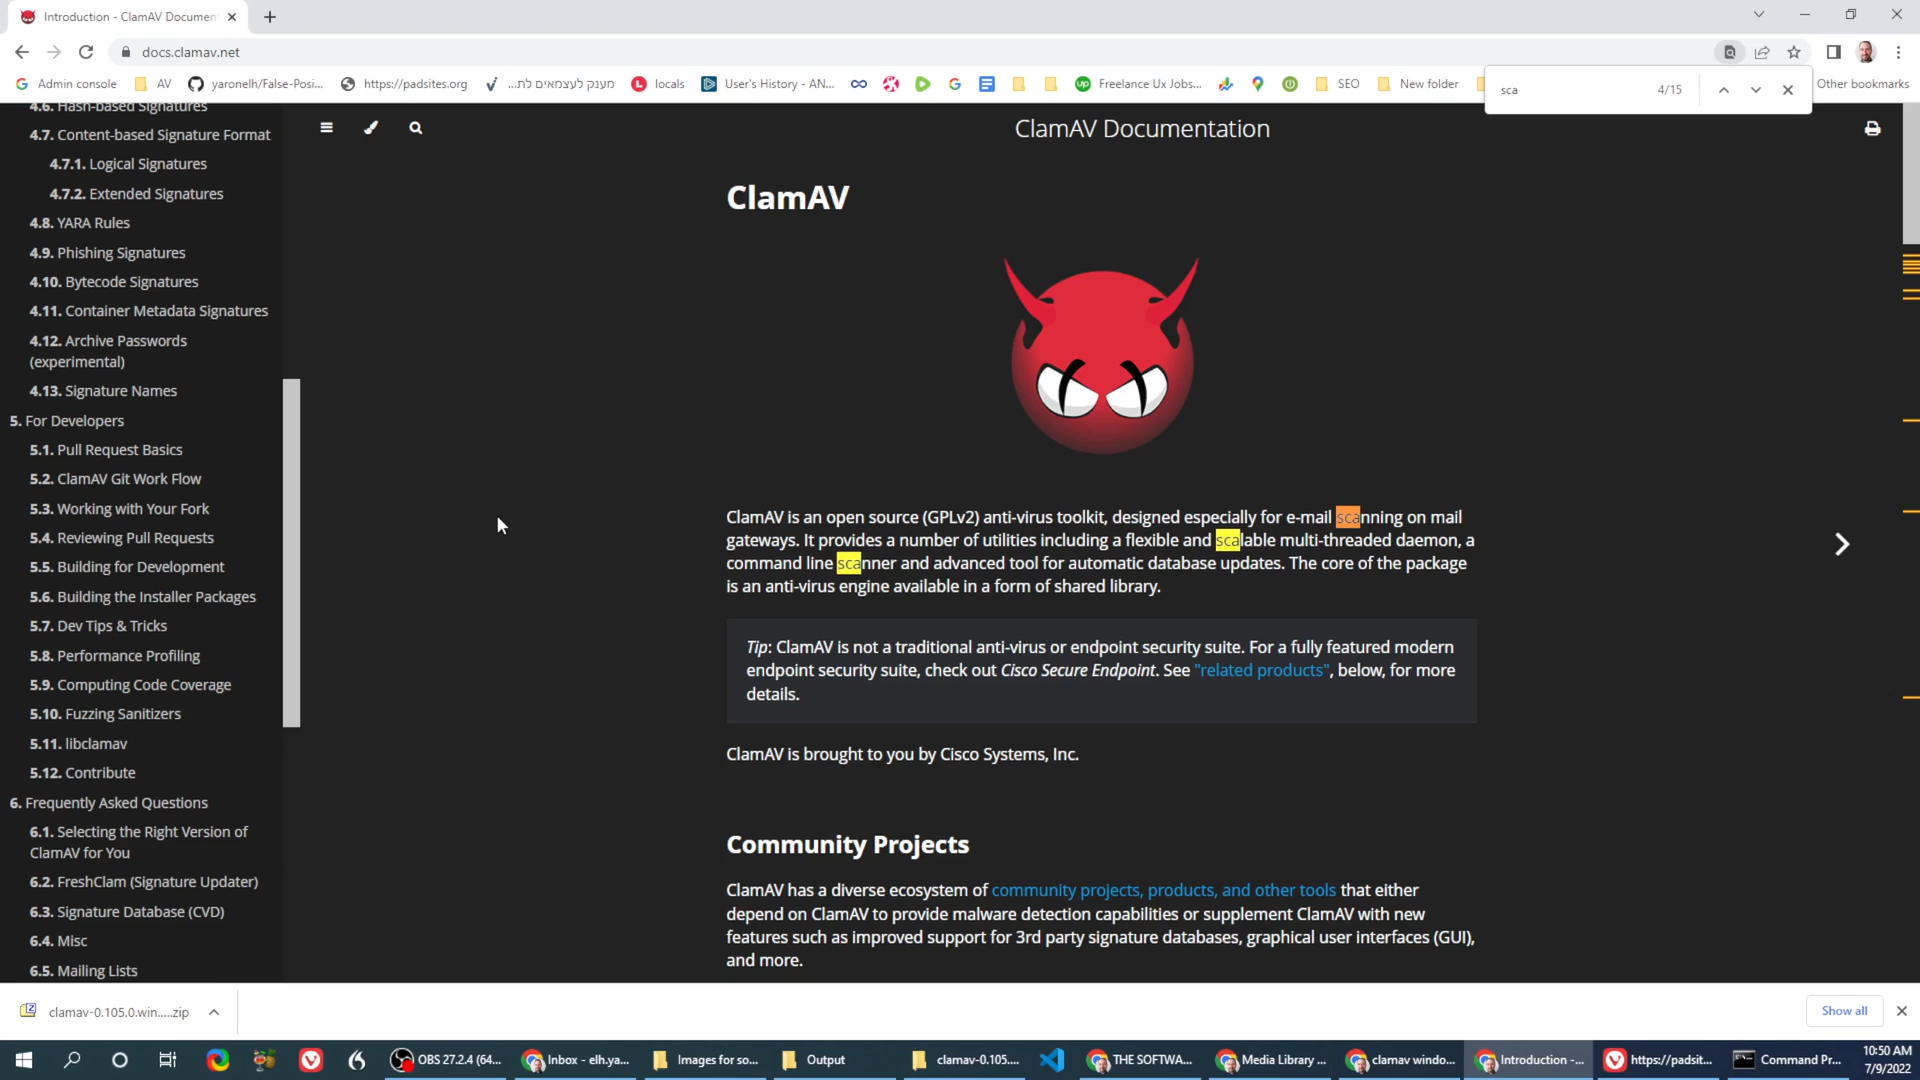 Introduction - ClamAV Documen
docs.clamav.net
Admin console
AV
yaronelh/False-Posi...
https://padsites.org
מענק לעצמאים לת...
locals
User's History - AN...
Freelance Ux Jobs...
SEO
New folder
Other bookmarks
sca
4/15
4.6. Hash-based Signatures
4.7. Content-based Signature Format
4.7.1. Logical Signatures
4.7.2. Extended Signatures
4.8. YARA Rules
4.9. Phishing Signatures
4.10. Bytecode Signatures
4.11. Container Metadata Signatures
4.12. Archive Passwords
(experimental)
4.13. Signature Names
5. For Developers
5.1. Pull Request Basics
5.2. ClamAV Git Work Flow
5.3. Working with Your Fork
5.4. Reviewing Pull Requests
5.5. Building for Development
5.6. Building the Installer Packages
5.7. Dev Tips & Tricks
5.8. Performance Profiling
5.9. Computing Code Coverage
5.10. Fuzzing Sanitizers
5.11. libclamav
5.12. Contribute
6. Frequently Asked Questions
6.1. Selecting the Right Version of
ClamAV for You
6.2. FreshClam (Signature Updater)
6.3. Signature Database (CVD)
6.4. Misc
6.5. Mailing Lists
ClamAV Documentation
ClamAV
ClamAV is an open source (GPLv2) anti-virus toolkit, designed especially for e-mail scanning on mail
gateways. It provides a number of utilities including a flexible and scalable multi-threaded daemon, a
command line scanner and advanced tool for automatic database updates. The core of the package
is an anti-virus engine available in a form of shared library.
Tip: ClamAV is not a traditional anti-virus or endpoint security suite. For a fully featured modern
endpoint security suite, check out Cisco Secure Endpoint. See "related products", below, for more
details.
ClamAV is brought to you by Cisco Systems, Inc.
Community Projects
ClamAV has a diverse ecosystem of community projects, products, and other tools that either
depend on ClamAV to provide malware detection capabilities or supplement ClamAV with new
features such as improved support for 3rd party signature databases, graphical user interfaces (GUI),
and more.
clamav-0.105.0.win.....zip
Show all
OBS 27.2.4 (64...
Inbox - elh.ya...
Images for so...
Output
clamav-0.105....
THE SOFTWA...
Media Library ...
clamav windo...
Introduction -...
https://padsit...
Command Pr...
10:50 AM
7/9/2022